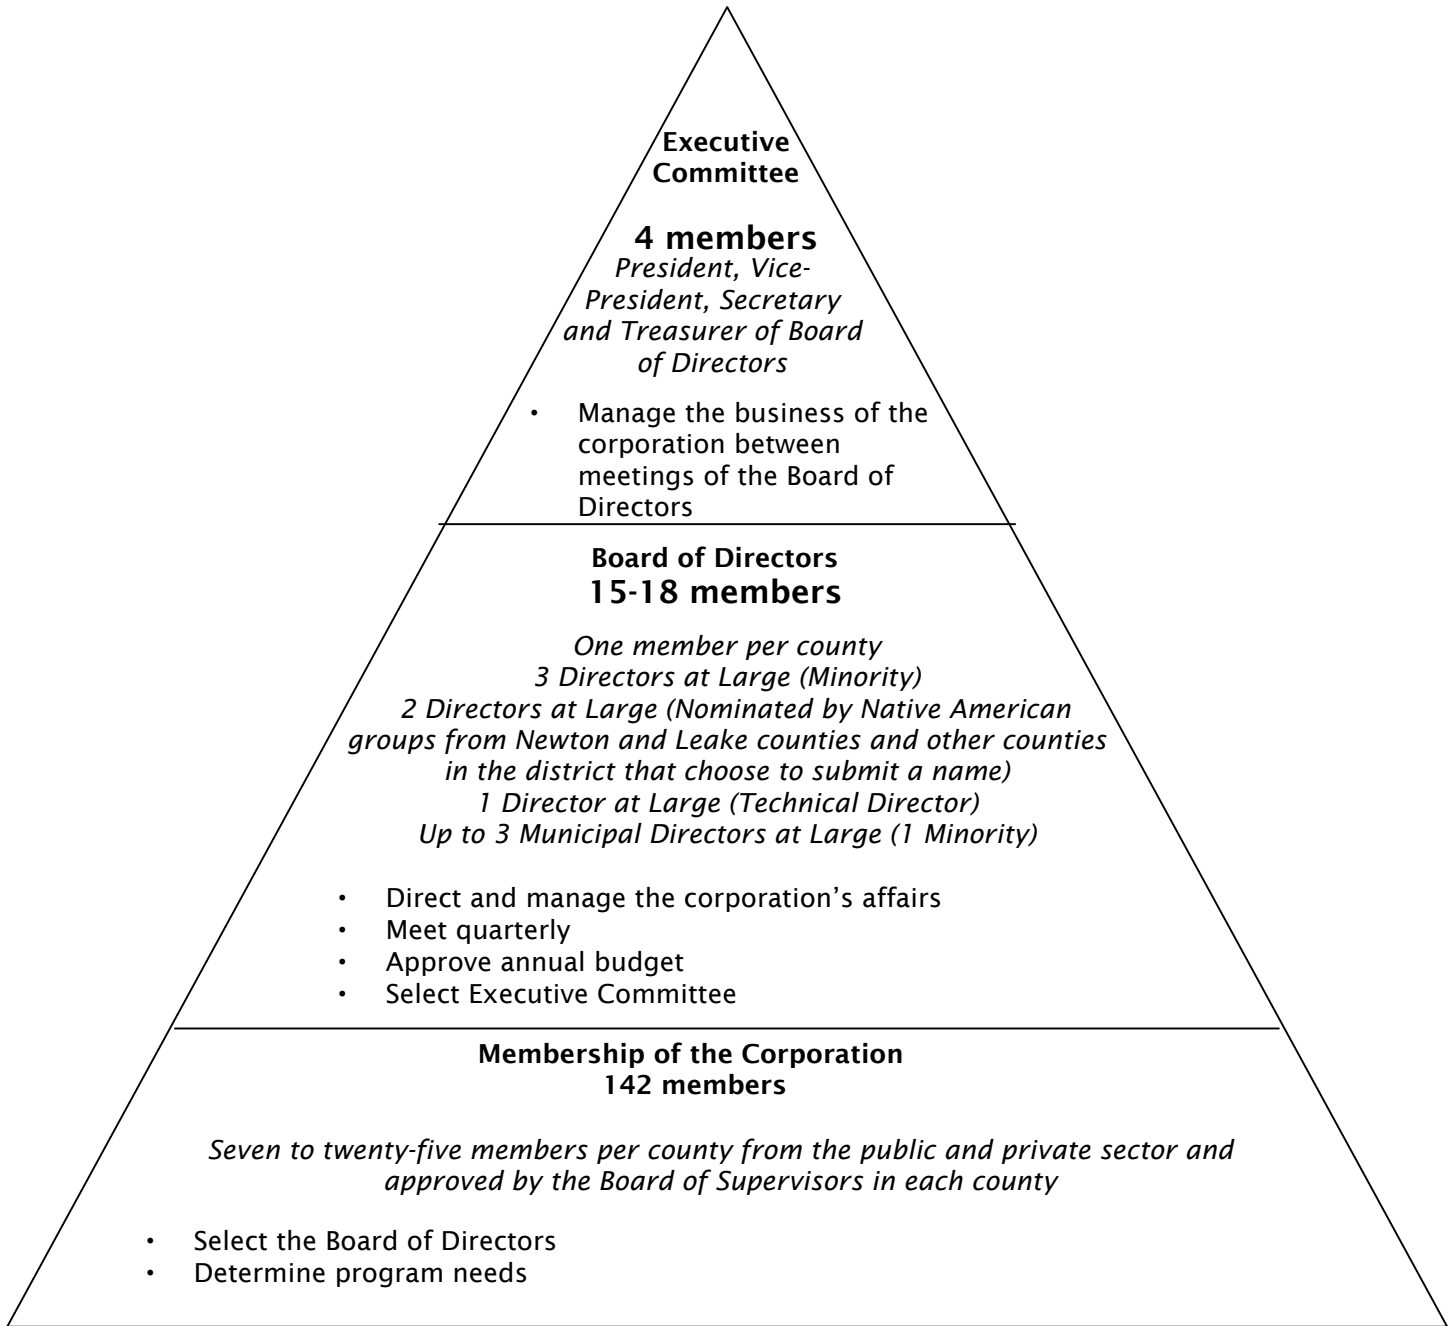 Executive
Committee
4 members
President, Vice-
President, Secretary
and Treasurer of Board
of Directors
• Manage the business of the
corporation between
meetings of the Board of
Directors
Board of Directors
15-18 members
One member per county
3 Directors at Large (Minority)
2 Directors at Large (Nominated by Native American
groups from Newton and Leake counties and other counties
in the district that choose to submit a name)
1 Director at Large (Technical Director)
Up to 3 Municipal Directors at Large (1 Minority)
• Direct and manage the corporation’s affairs
• Meet quarterly
• Approve annual budget
• Select Executive Committee
Membership of the Corporation
142 members
Seven to twenty-five members per county from the public and private sector and
approved by the Board of Supervisors in each county
• Select the Board of Directors
• Determine program needs